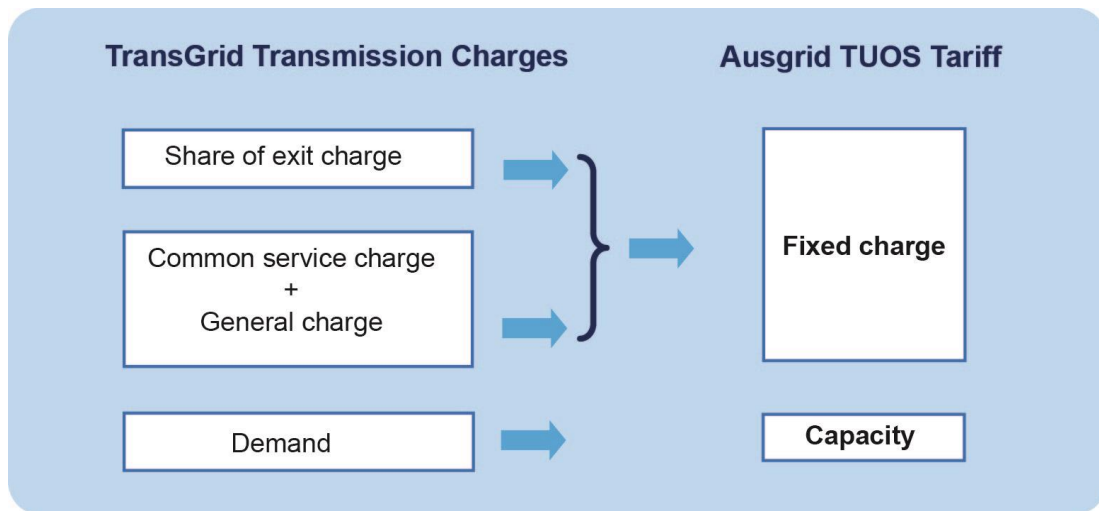 TransGrid Transmission Charges
Ausgrid TUOS Tariff
Share of exit charge
Common service charge
+
General charge
Fixed charge
Demand
Capacity